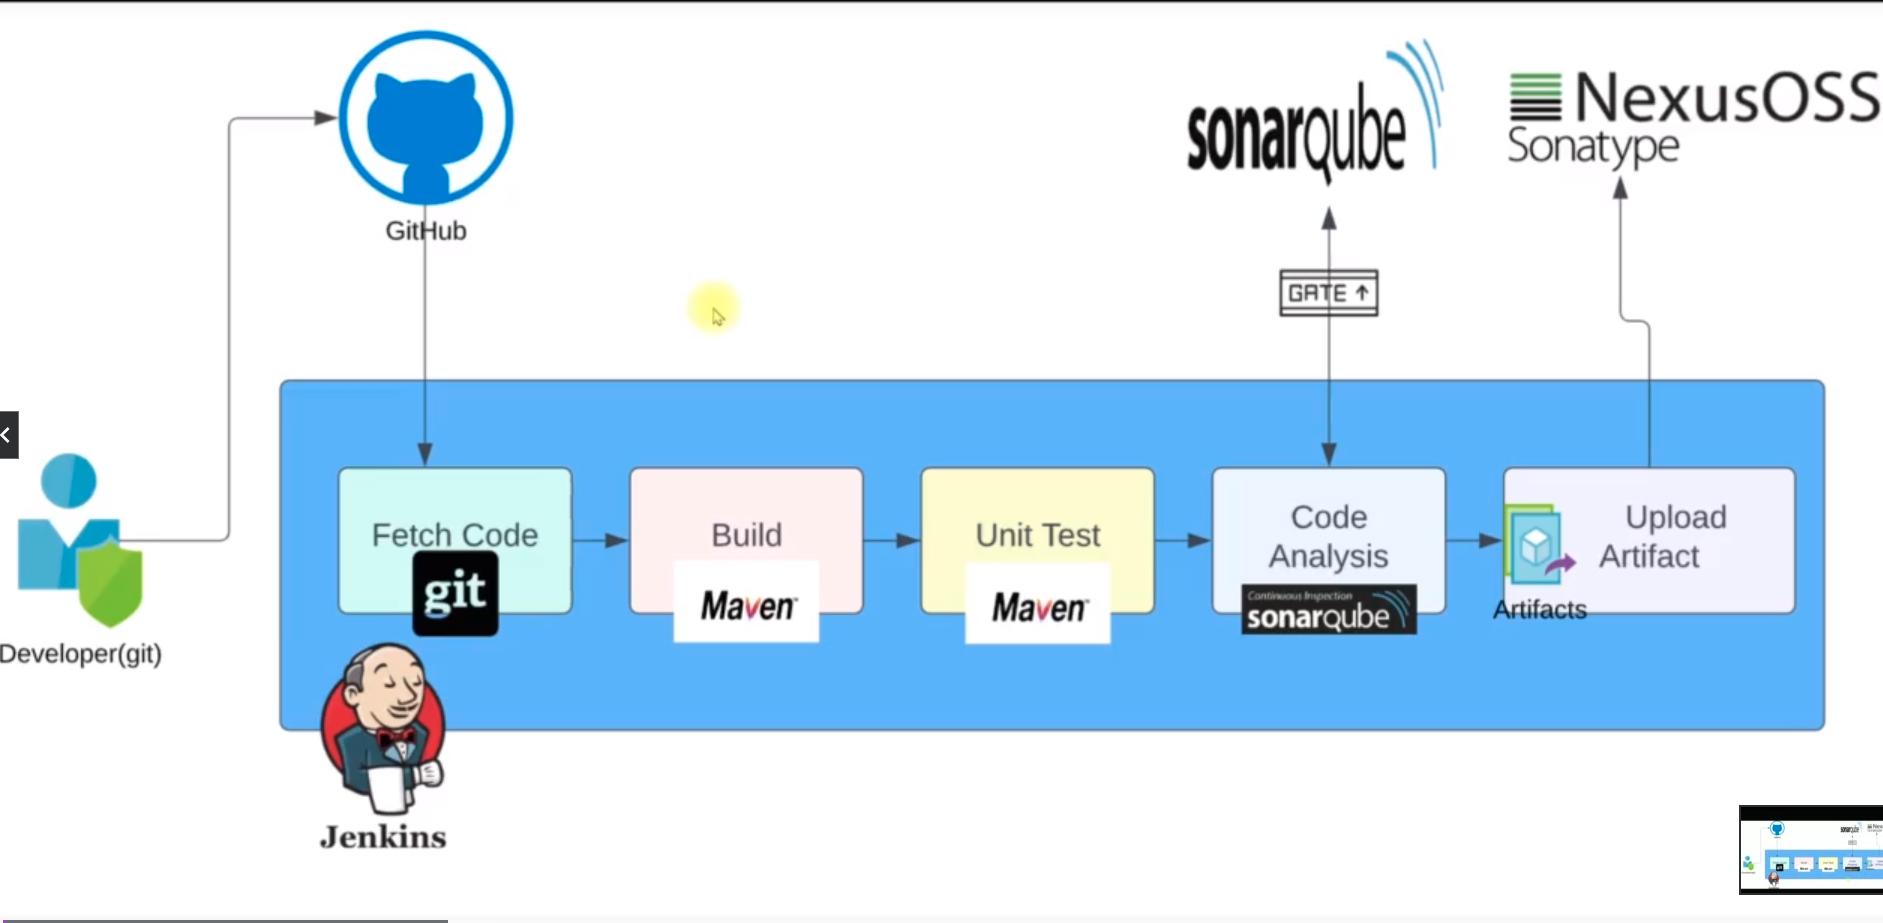 GitHub
sonarqube
NexusOSS
Sonatype
GATE ↑
Fetch Code
git
Build
Maven
Unit Test
Maven
Code
Analysis
Continuous Inspection
sonarqube
Upload
Artifact
Artifacts
Developer(git)
Jenkins